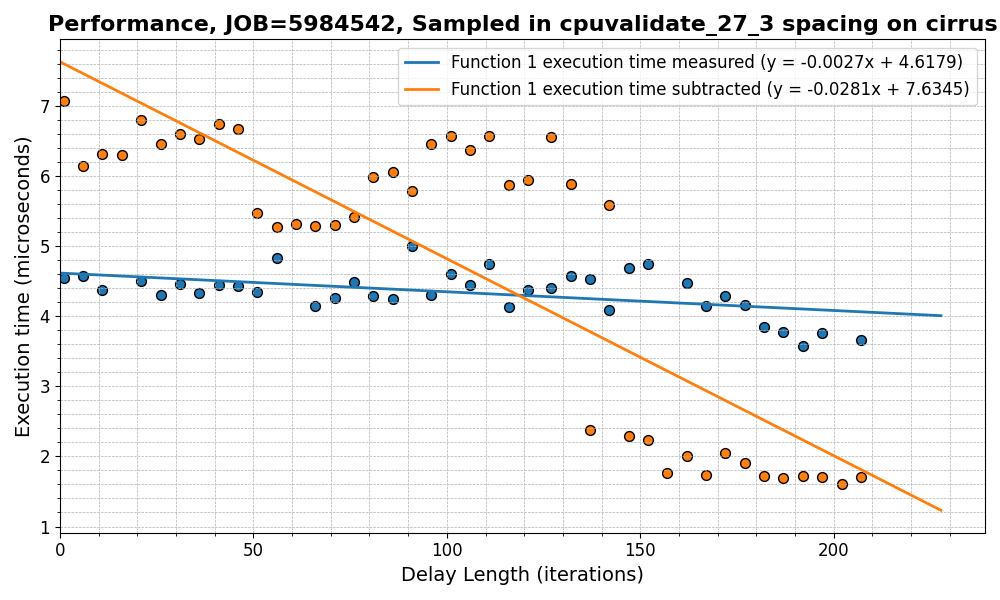 Performance, JOB=5984542, Sampled in cpuvalidate_27_3 spacing on cirrus
Function 1 execution time measured (y = -0.0027x + 4.6179)
Function 1 execution time subtracted (y = -0.0281x + 7.6345)
Execution time (microseconds)
7
6
5
4
3
2
1
0
50
100
150
200
Delay Length (iterations)